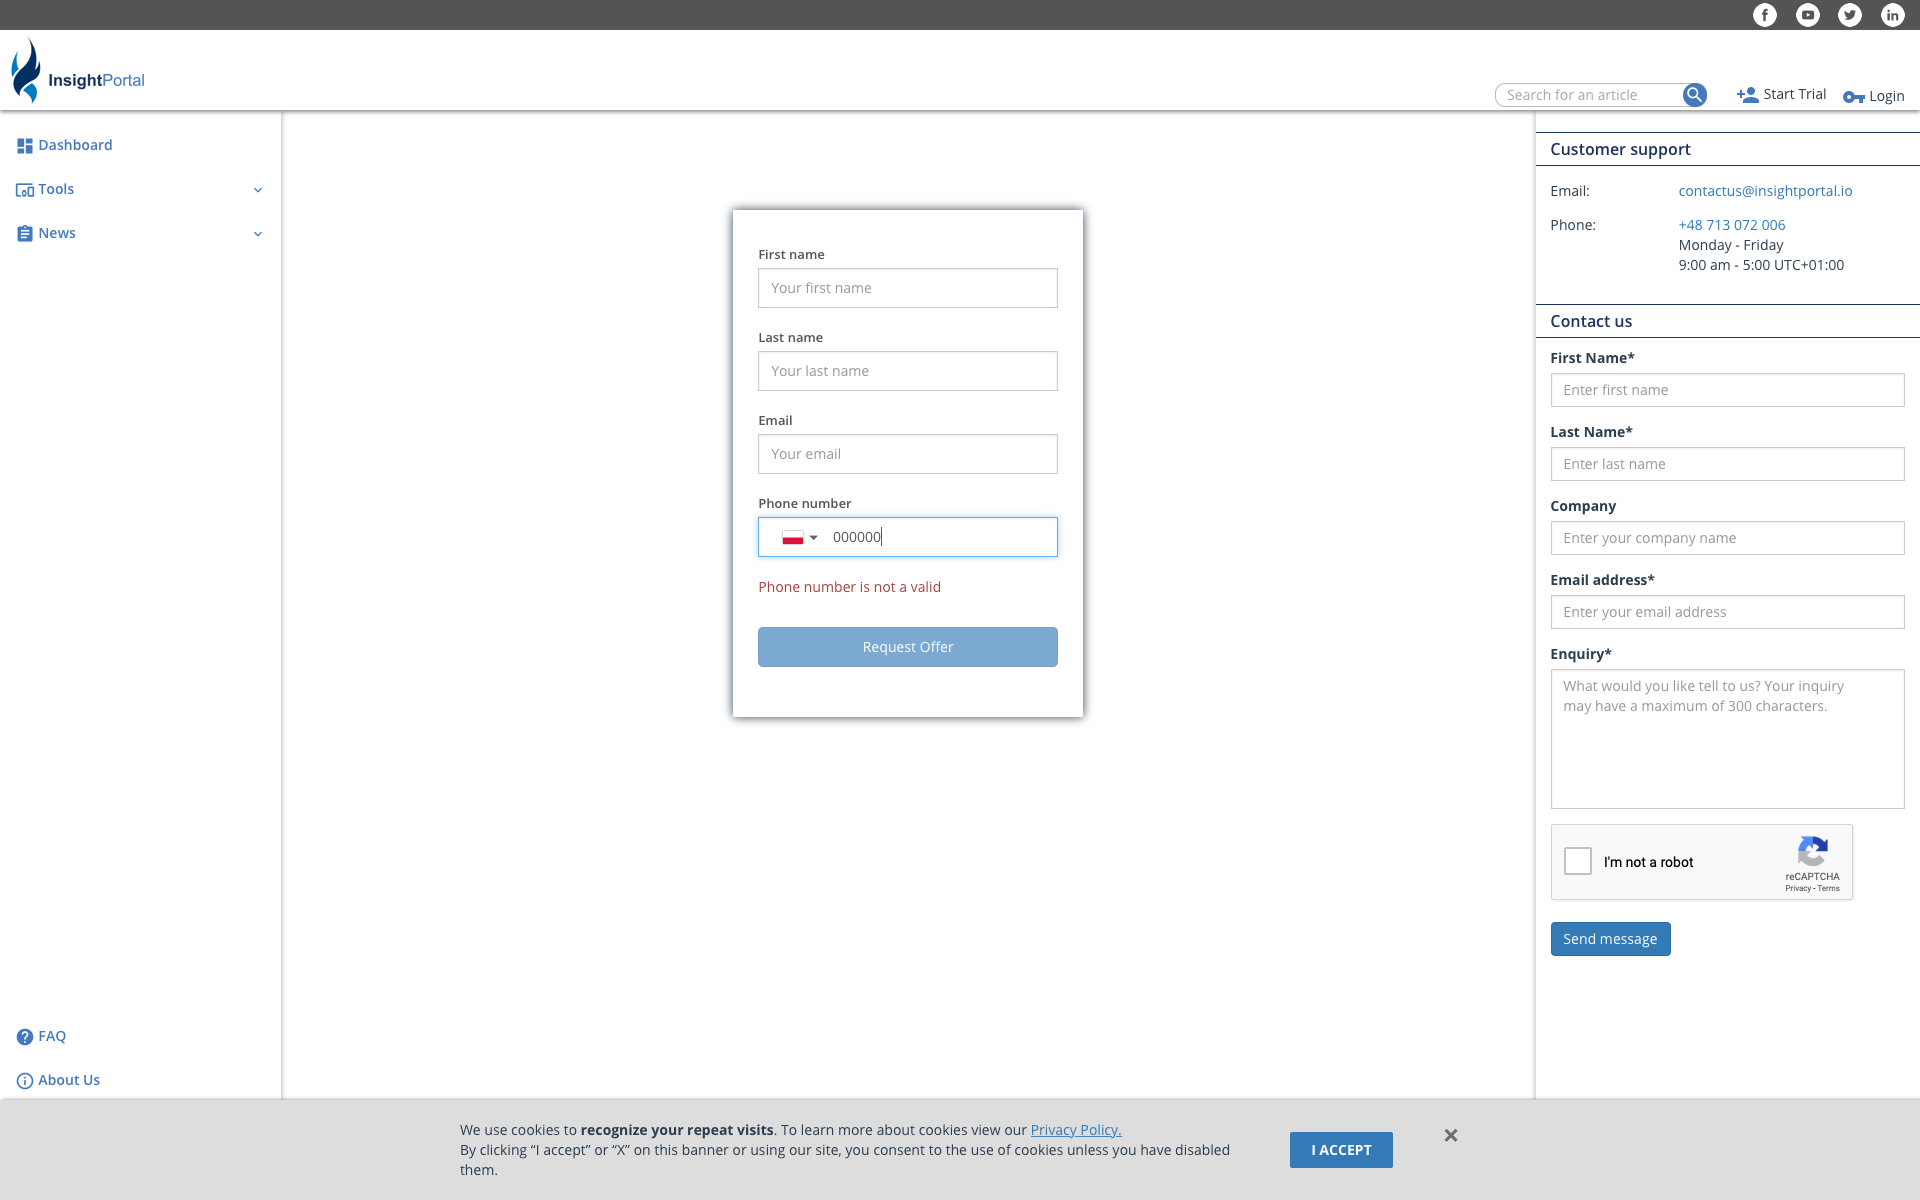 InsightPortal
Search for an article
Start Trial
Login
Dashboard
Tools
News
FAQ
About Us
First name
Your first name
Last name
Your last name
Email
Your email
Phone number
000000
Phone number is not a valid
Request Offer
Customer support
Email:
contactus@insightportal.io
Phone:
+48 713 072 006
Monday - Friday
9:00 am - 5:00 UTC+01:00
Contact us
First Name*
Enter first name
Last Name*
Enter last name
Company
Enter your company name
Email address*
Enter your email address
Enquiry*
What would you like tell to us? Your inquiry
may have a maximum of 300 characters.
I'm not a robot
reCAPTCHA
Privacy - Terms
Send message
We use cookies to recognize your repeat visits. To learn more about cookies view our Privacy Policy.
By clicking “I accept” or “X” on this banner or using our site, you consent to the use of cookies unless you have disabled
them.
I ACCEPT